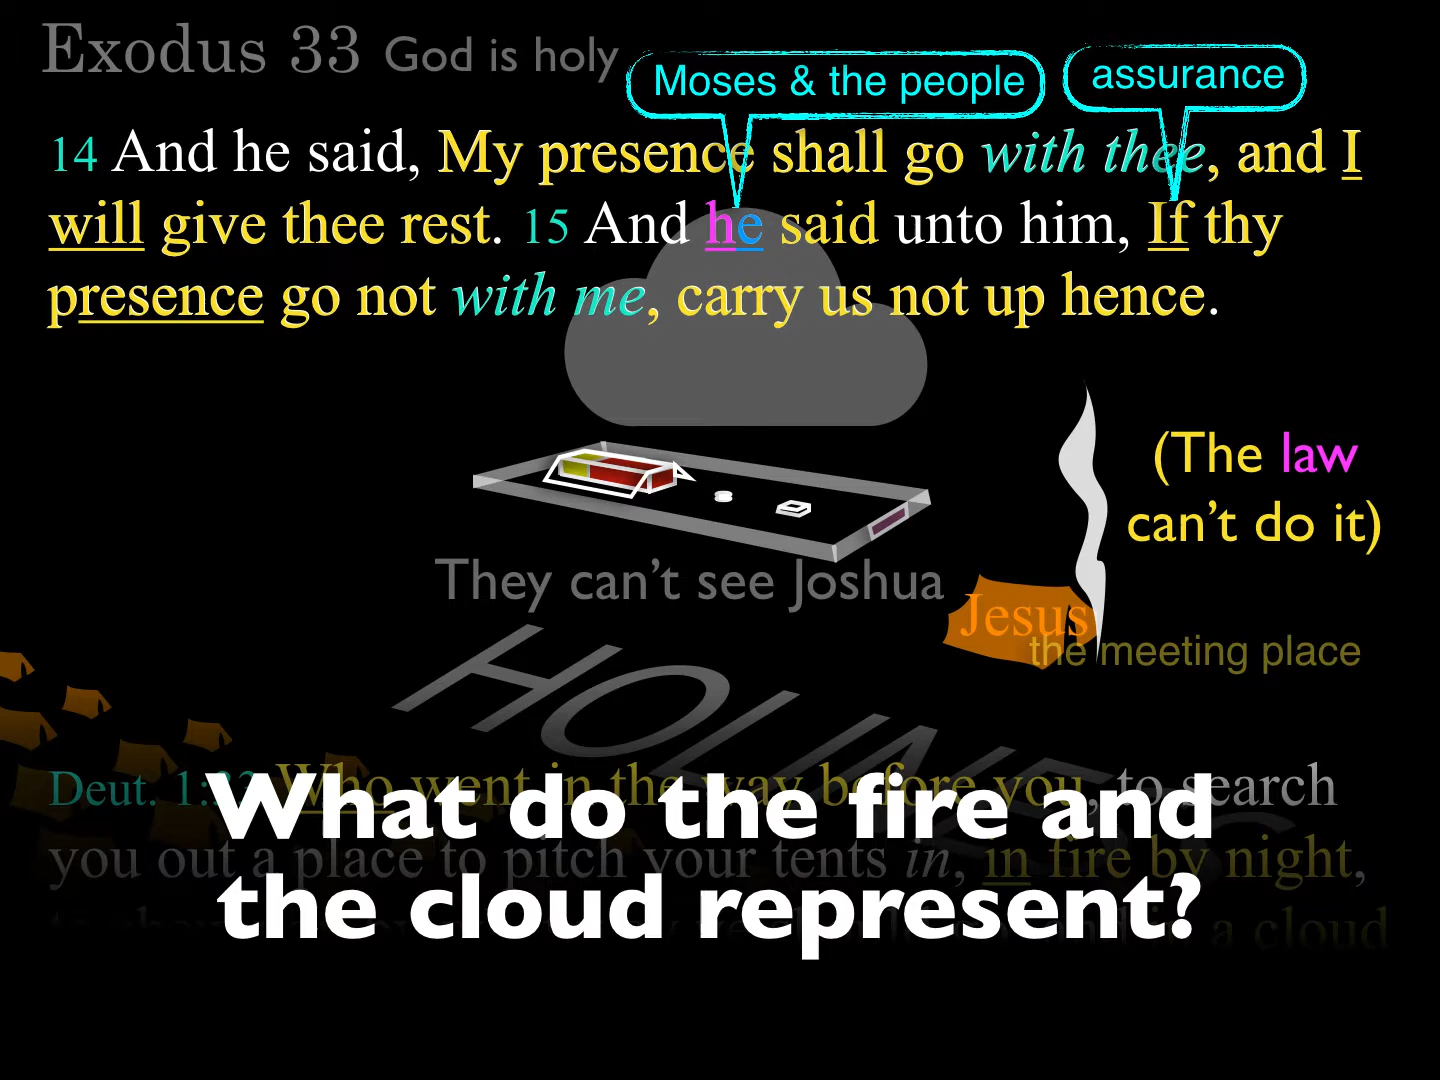 Exodus 33 God is holy
Moses & the people
assurance
14 And he said, My presence shall go with thee, and I
will give thee rest. 15 And he said unto him, If thy
presence go not with me, carry us not up hence.
(The law
can’t do it)
They can’t see Joshua
Jesus
the meeting place
HOLINESS
Deut. 1:33 Who went in the way before you, to search
you out a place to pitch your tents in, in fire by night,
a cloud
What do the fire and
the cloud represent?